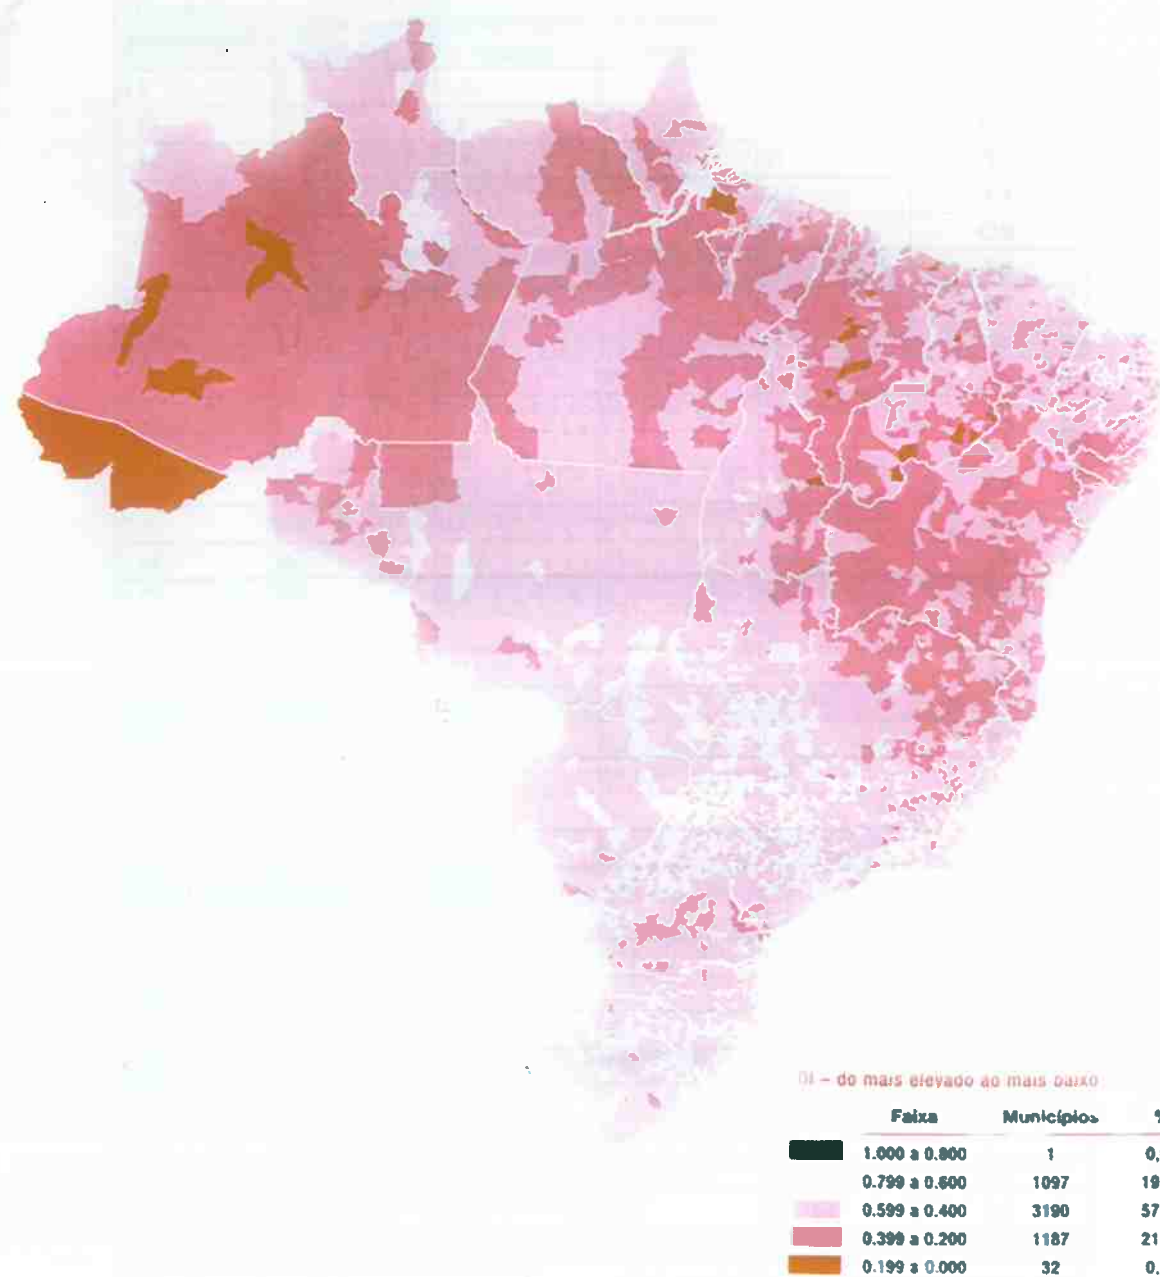 – do mais elevado ao mais baixo
Faixa Municípios
1.000 a 0.800 1 0,
0.799 a 0.600 1097 19
0.599 a 0.400 3190 57
0.399 a 0.200 1187 21
0.199 a 0.000 32 0,